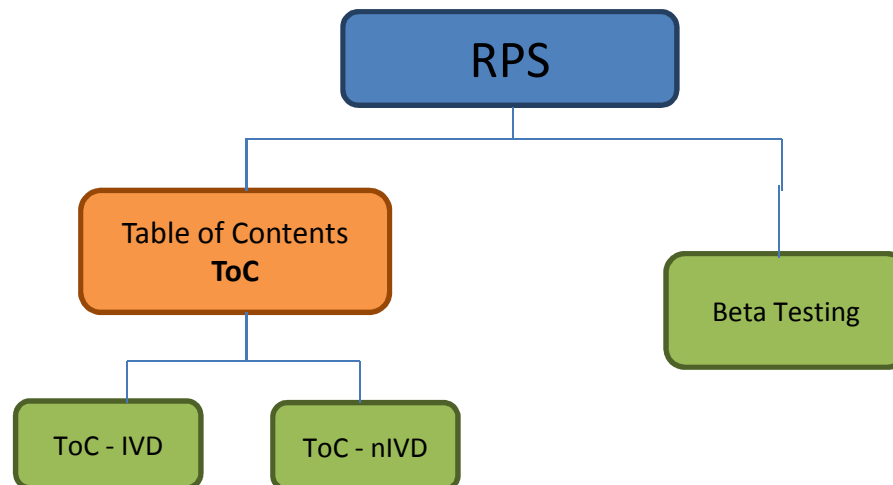 RPS
Table of Contents
ToC
Beta Testing
ToC - IVD
ToC - nIVD